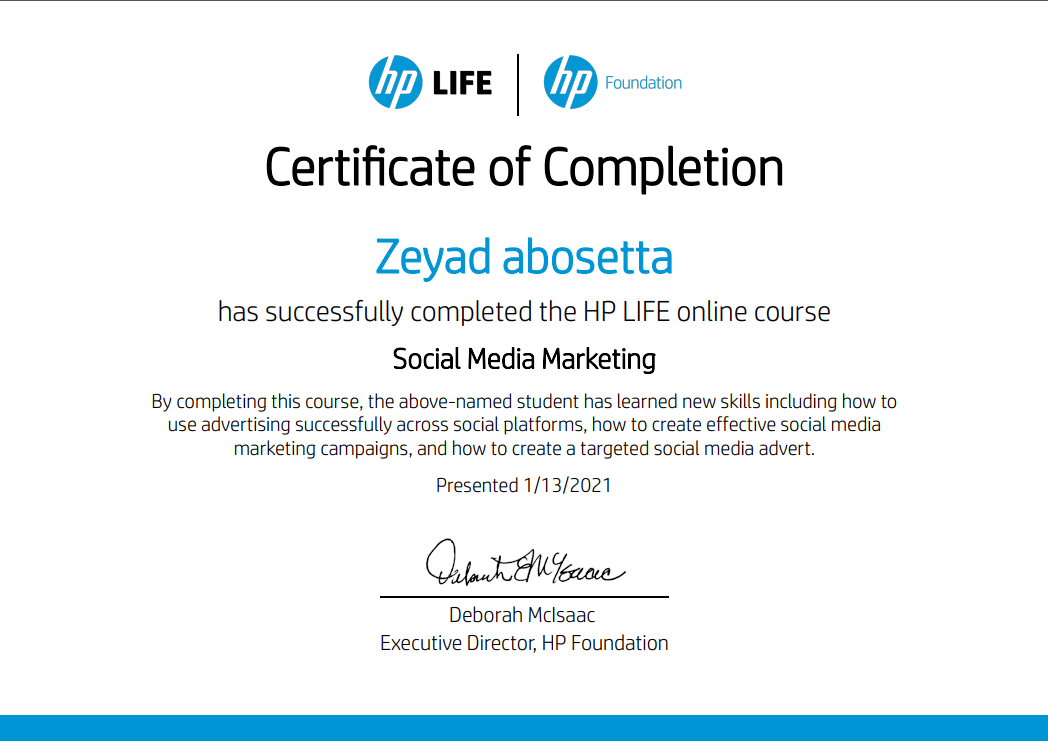 hp LIFE hp Foundation
Certificate of Completion
Zeyad abosetta
has successfully completed the HP LIFE online course
Social Media Marketing
By completing this course, the above-named student has learned new skills including how to
use advertising successfully across social platforms, how to create effective social media
marketing campaigns, and how to create a targeted social media advert.
Presented 1/13/2021
Deborah McIsaac
Executive Director, HP Foundation